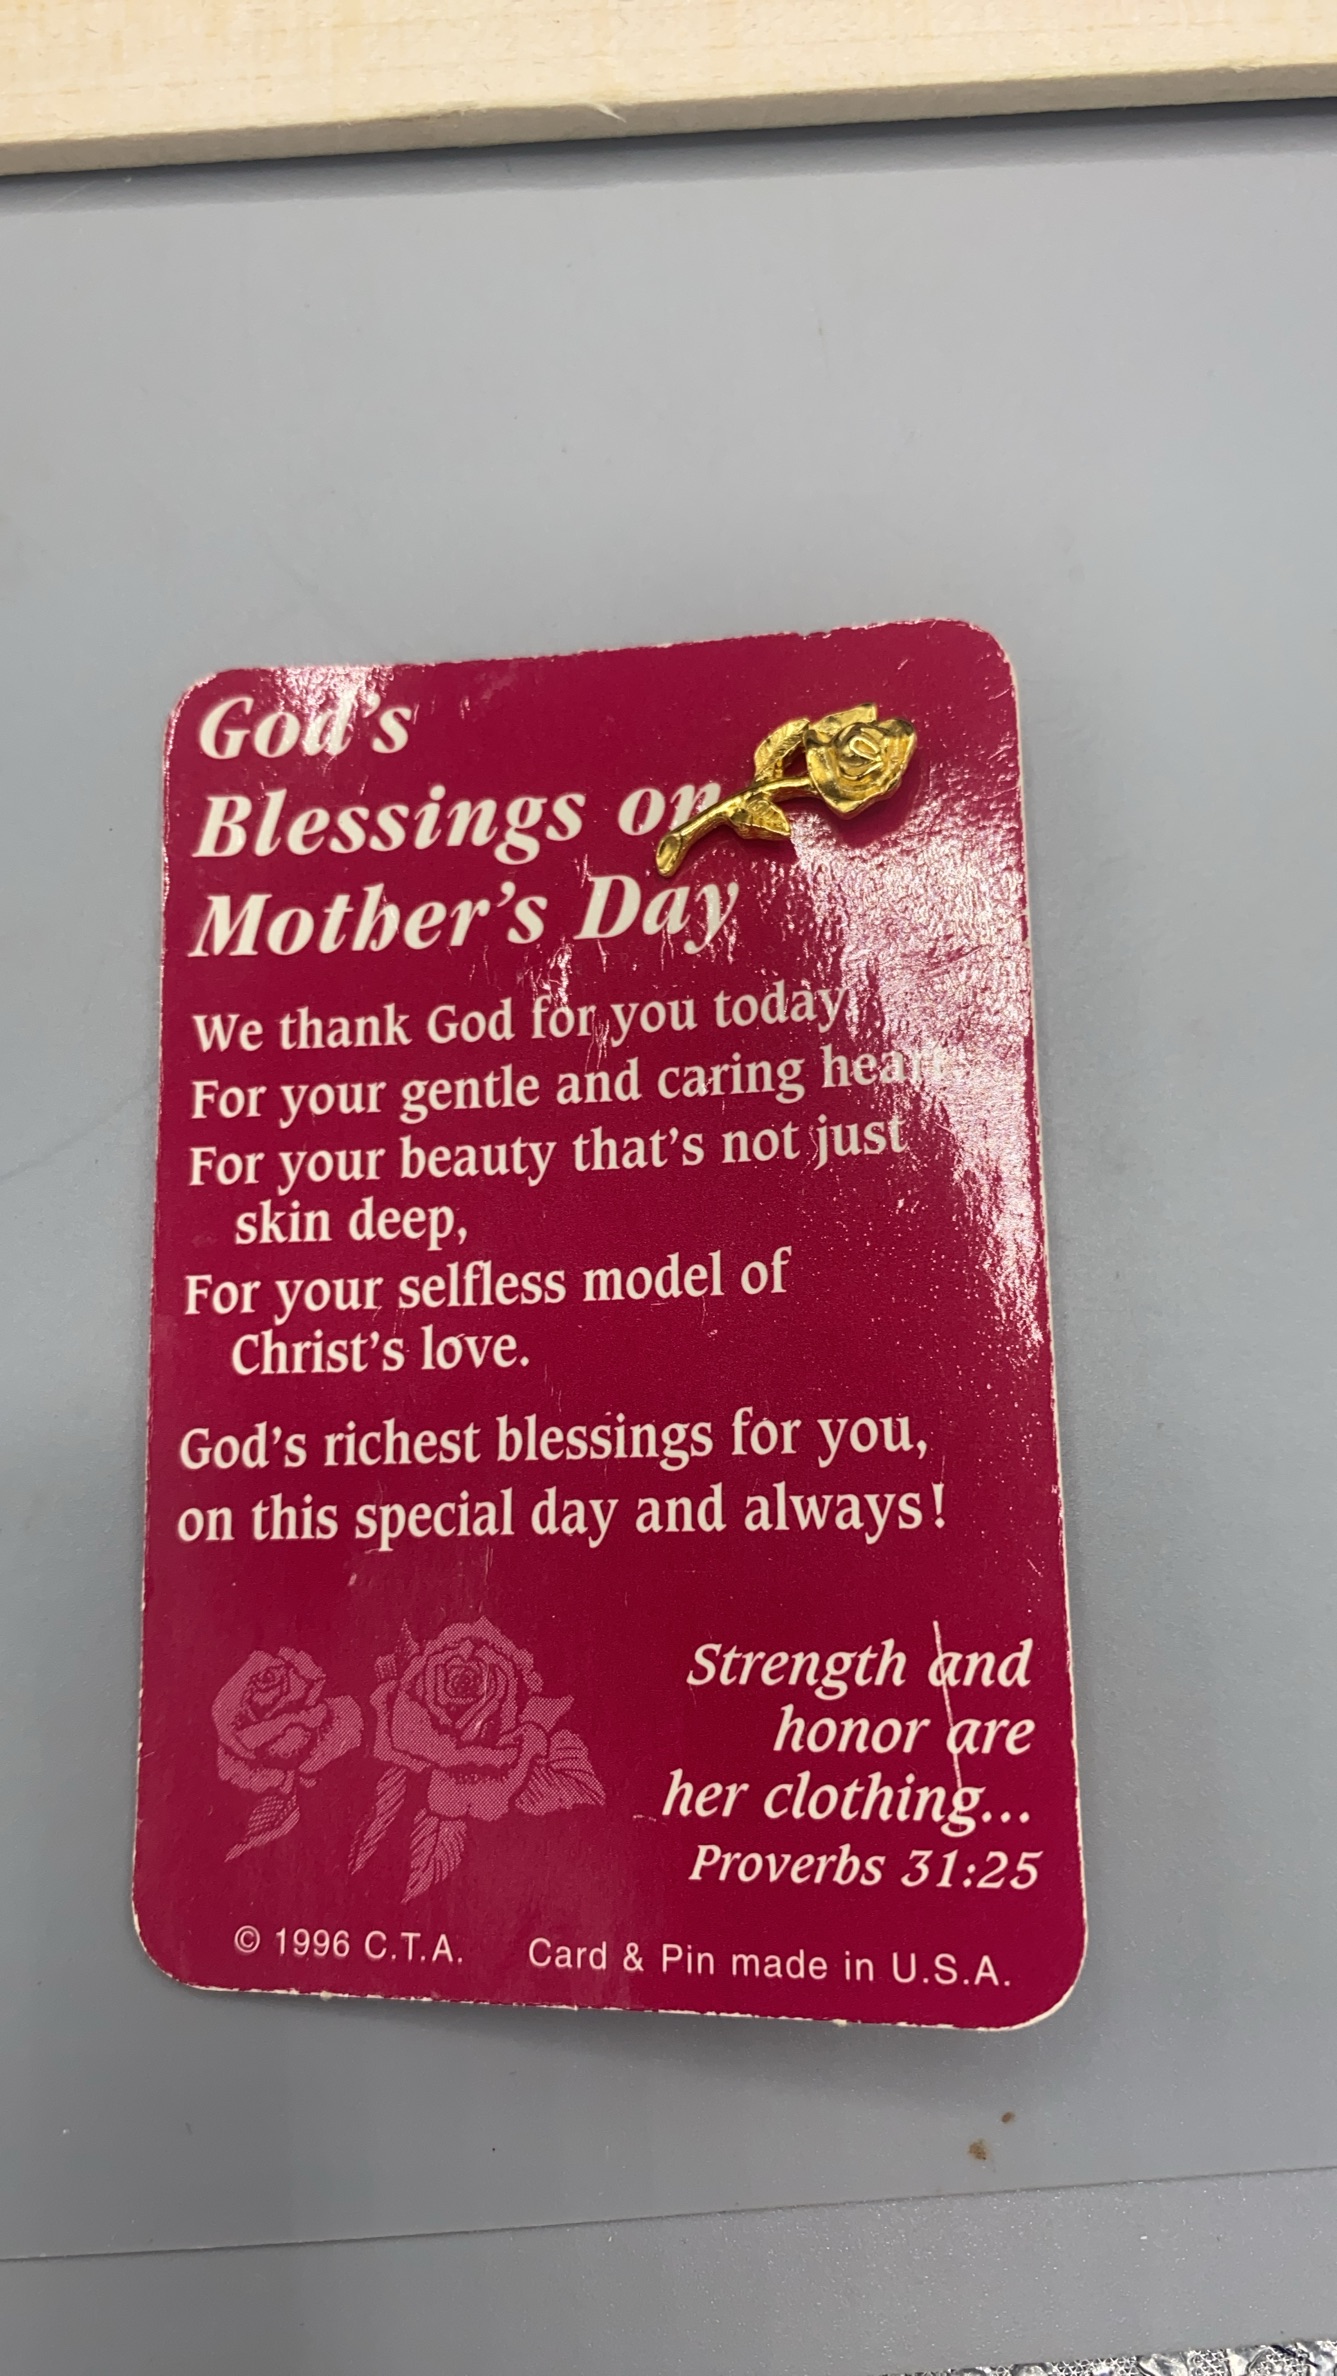 God's
Blessings on
Mother's Day
We thank God for you today,
For your gentle and caring heart
For your beauty that's not just
skin deep,
For your selfless model of
Christ's love.
God's richest blessings for you,
on this special day and always!
Strength and
honor are
her clothing...
Proverbs 31:25
© 1996 C.T.A. Card & Pin made in U.S.A.